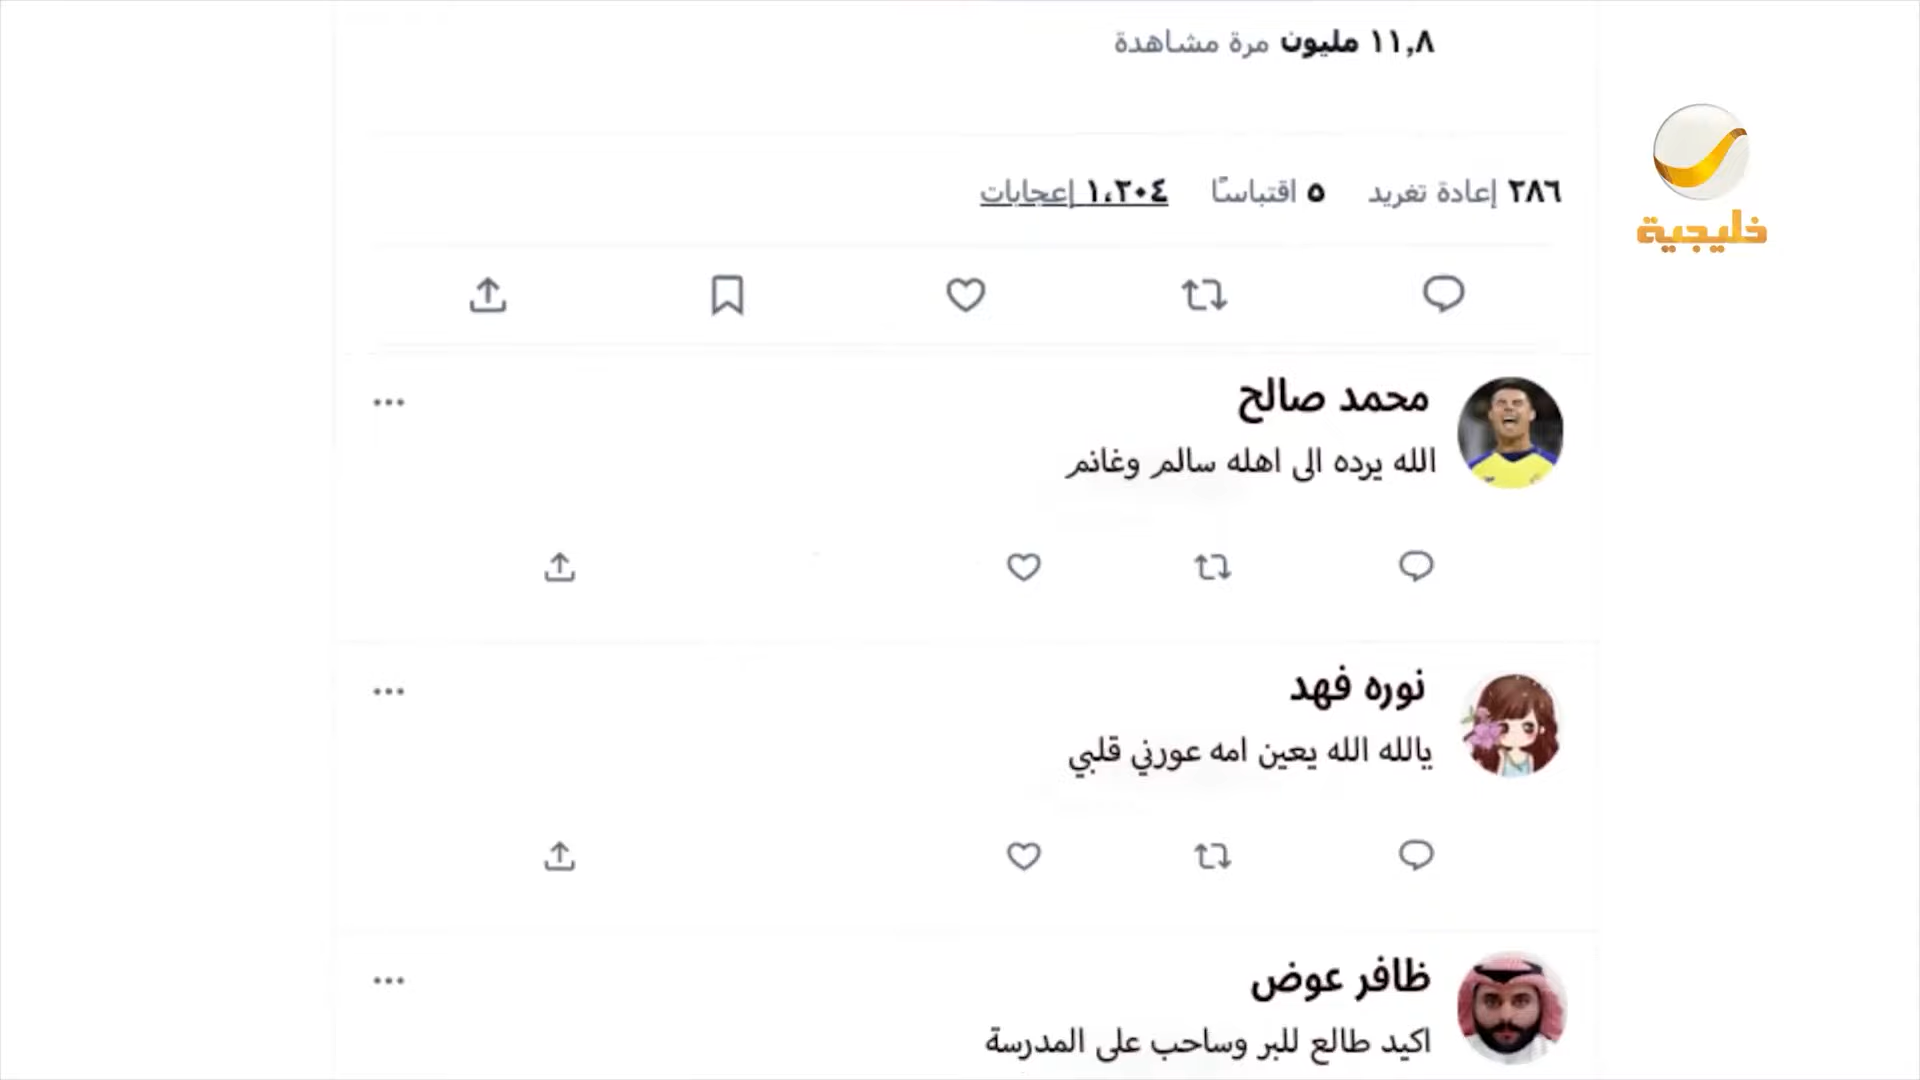 ١١,٨ مليون مرة مشاهدة
خليجية
٢٨٦ إعادة تغريد ٥ اقتباسًا ١،٢٠٤ إعجابات
محمد صالح
الله يرده الى اهله سالم وغانم
نوره فهد
يالله الله يعين امه عورني قلبي
ظافر عوض
اكيد طالع للبر وساحب على المدرسة